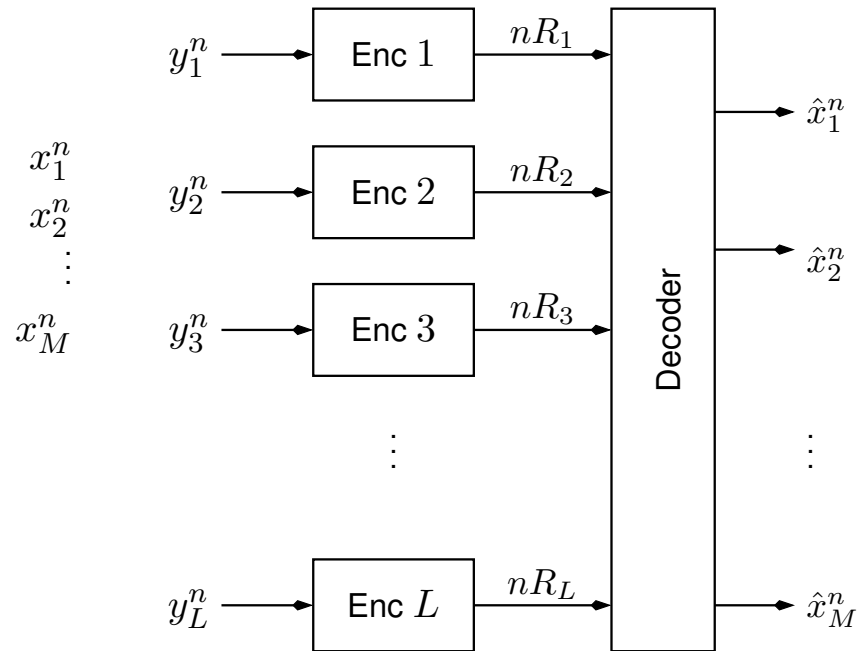 x_1^n
x_2^n
⋮
x_M^n
y_1^n
Enc 1
nR_1
y_2^n
Enc 2
nR_2
y_3^n
Enc 3
nR_3
⋮
y_L^n
Enc L
nR_L
Decoder
x̂_1^n
x̂_2^n
⋮
x̂_M^n